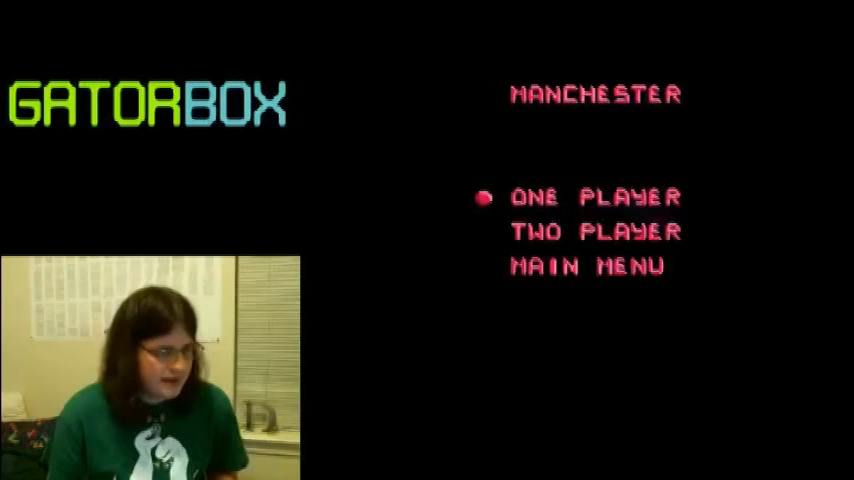 GATORBOX
MANCHESTER
ONE PLAYER
TWO PLAYER
MAIN MENU